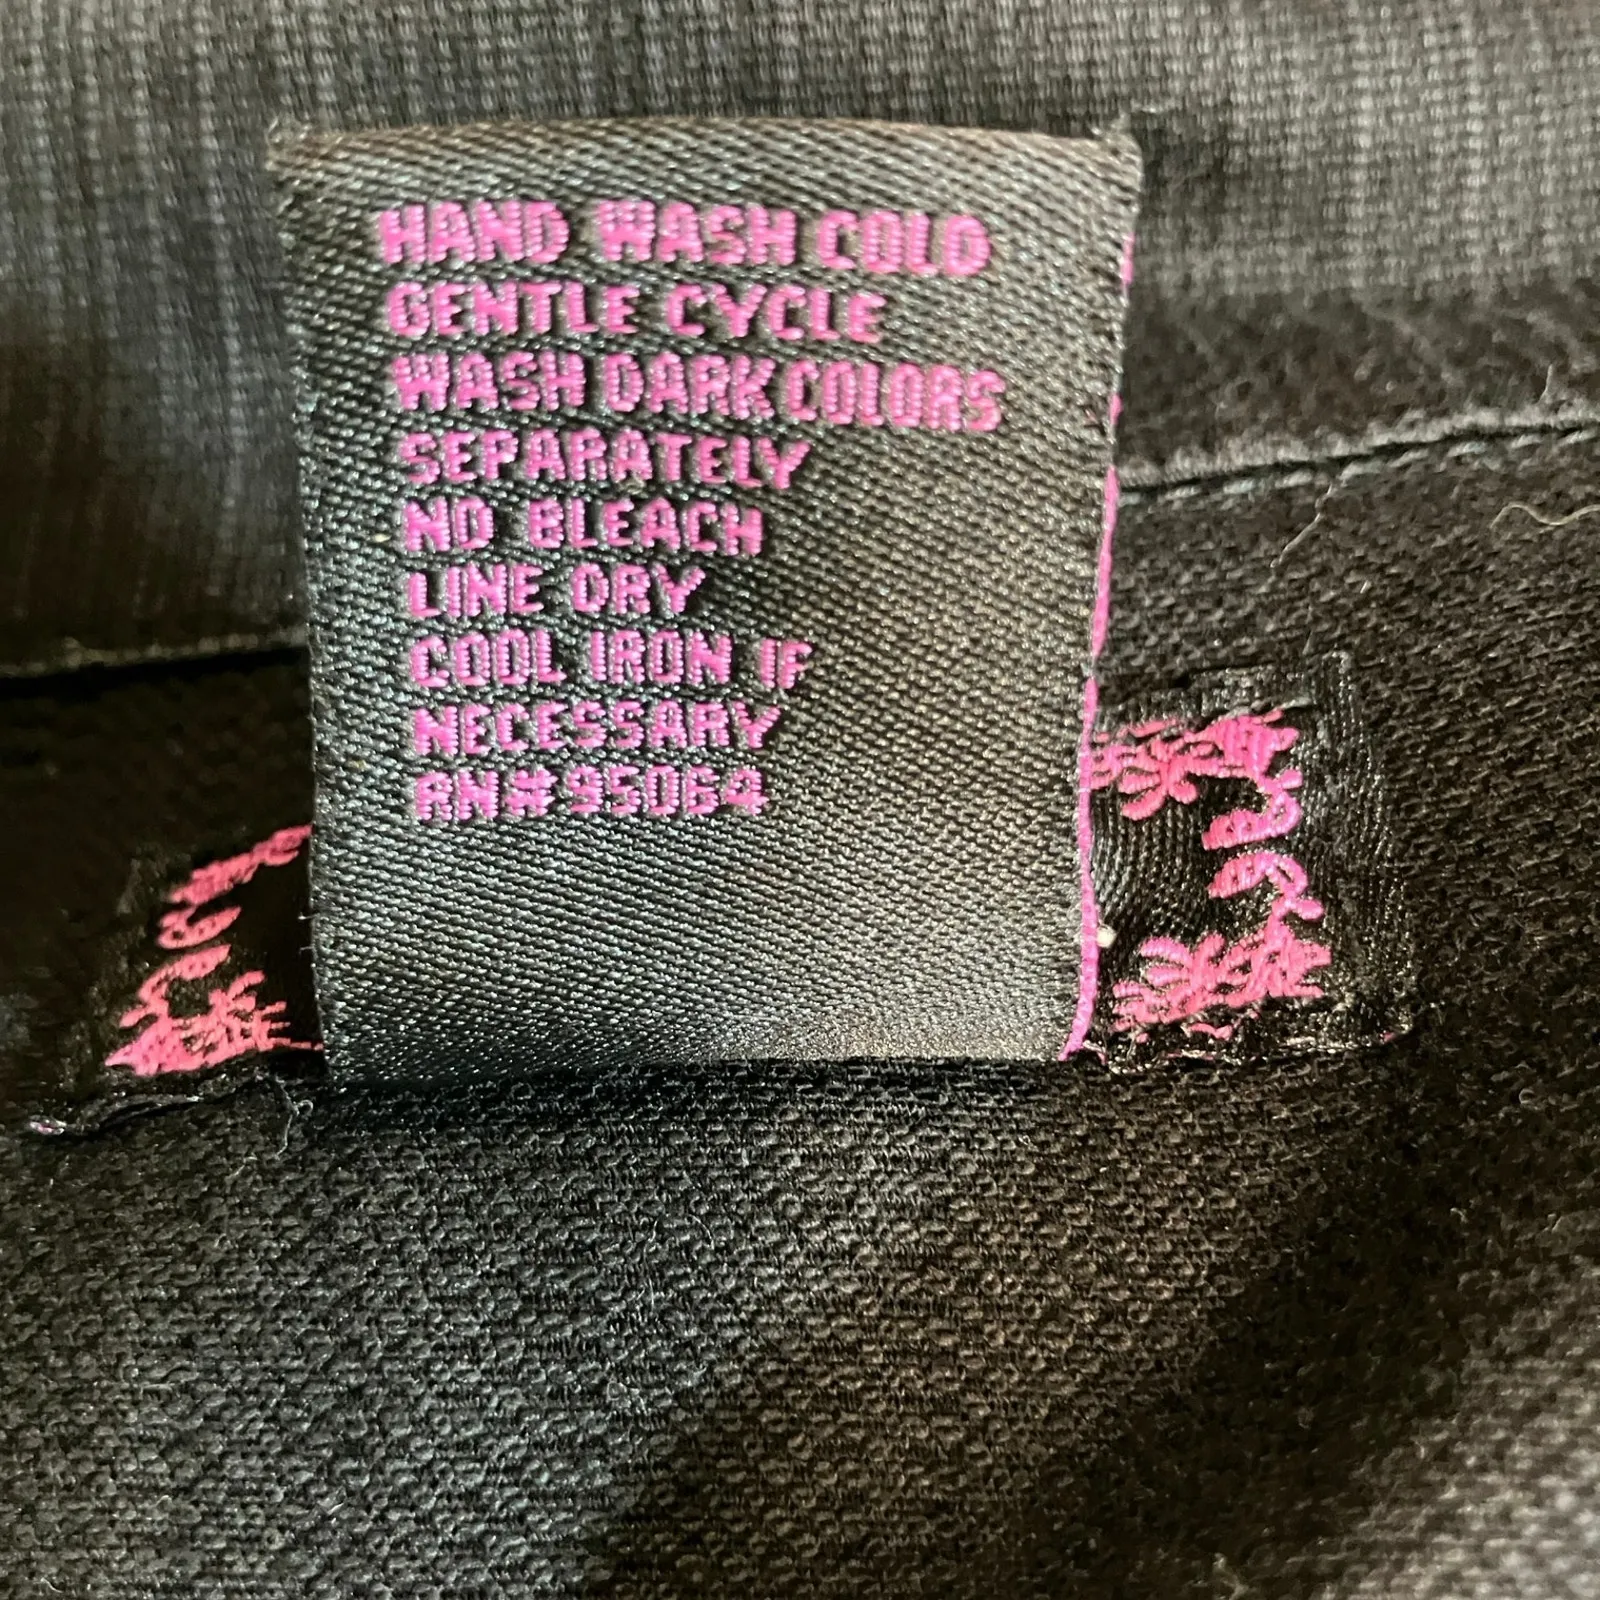 HAND WASH COLD
GENTLE CYCLE
WASH DARK COLORS
SEPARATELY
NO BLEACH
LINE DRY
COOL IRON IF
NECESSARY
RN#95064